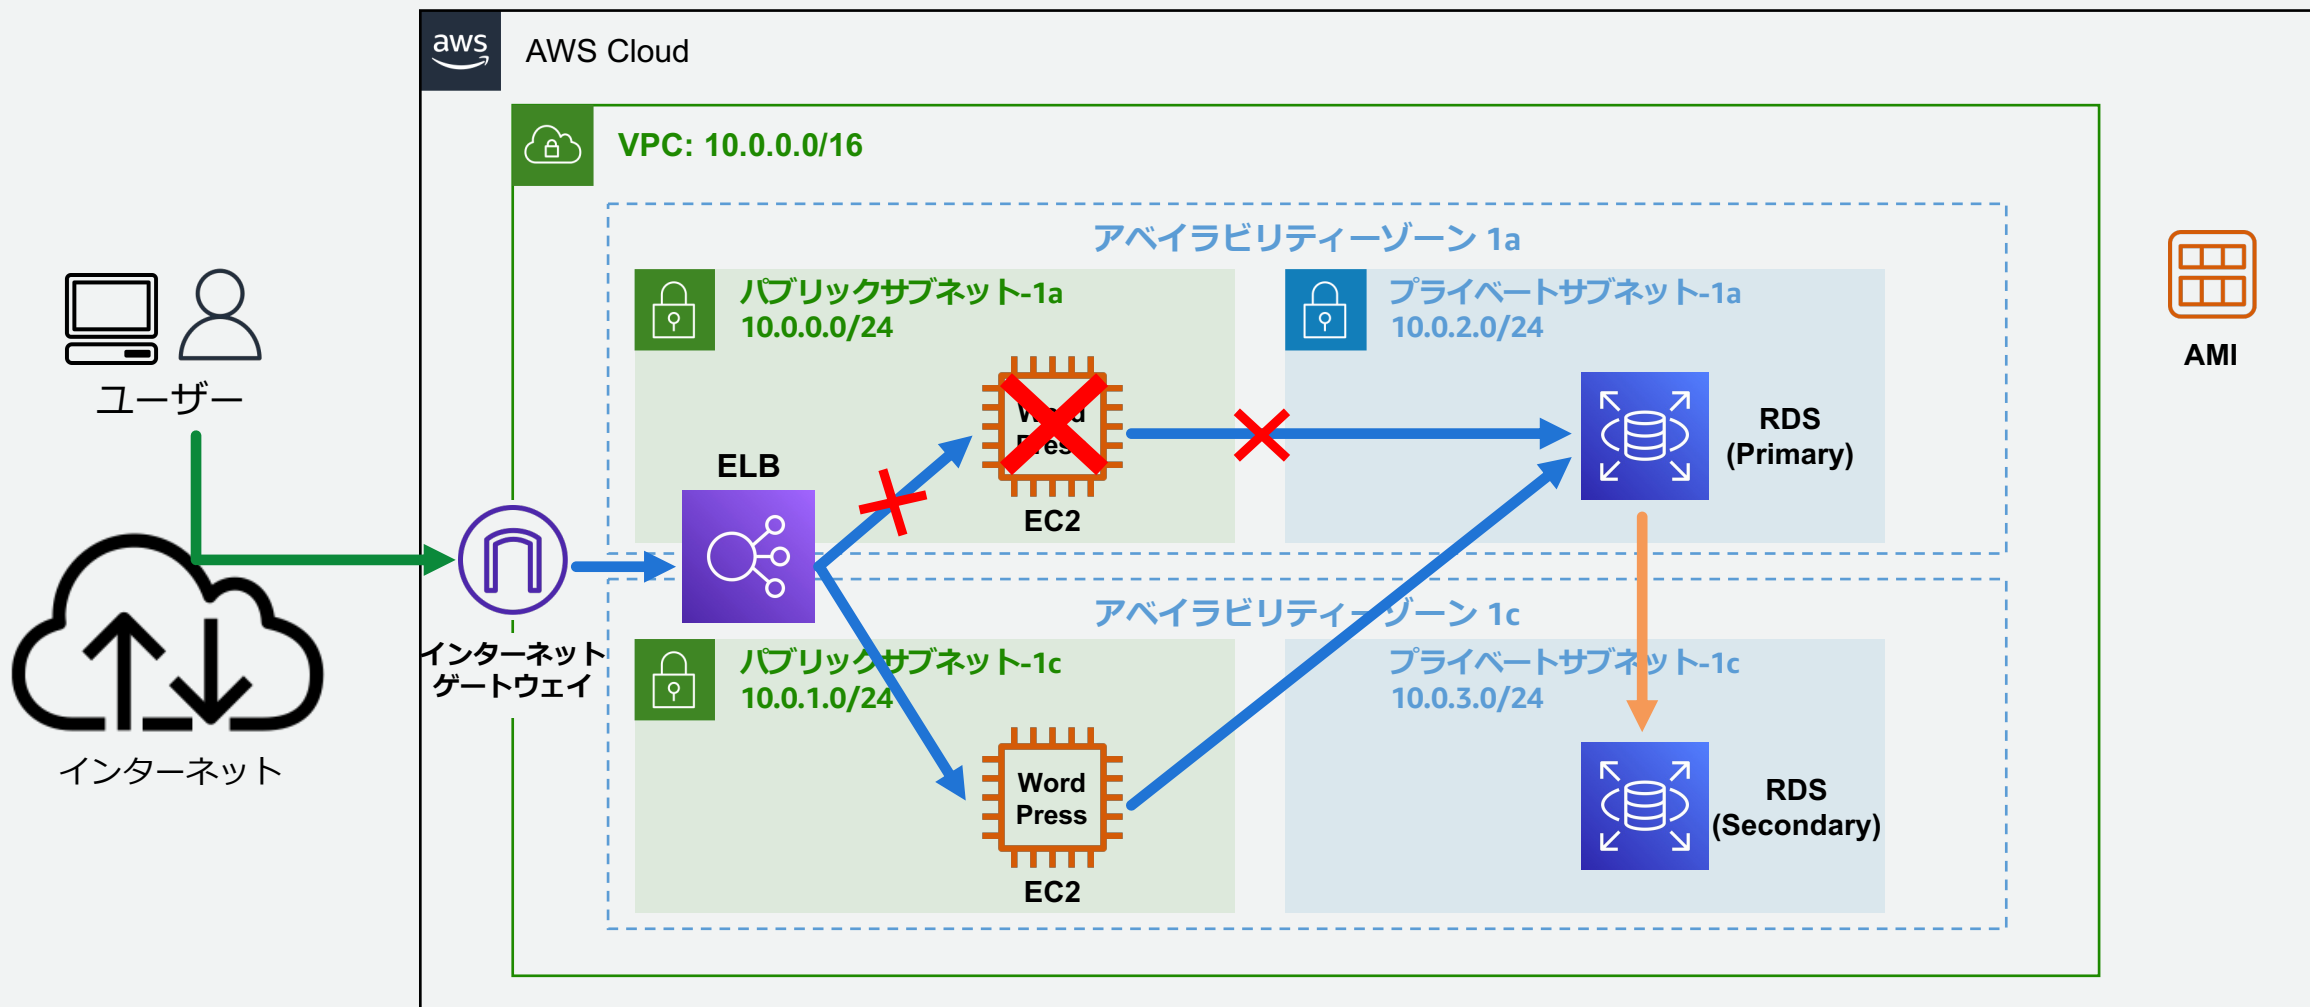 aws
AWS Cloud
VPC: 10.0.0.0/16
アベイラビリティーゾーン 1a
パブリックサブネット-1a
10.0.0.0/24
プライベートサブネット-1a
10.0.2.0/24
AMI
ユーザー
Word
Press
EC2
RDS
(Primary)
ELB
アベイラビリティーゾーン 1c
インターネット
ゲートウェイ
パブリックサブネット-1c
10.0.1.0/24
プライベートサブネット-1c
10.0.3.0/24
インターネット
Word
Press
EC2
RDS
(Secondary)